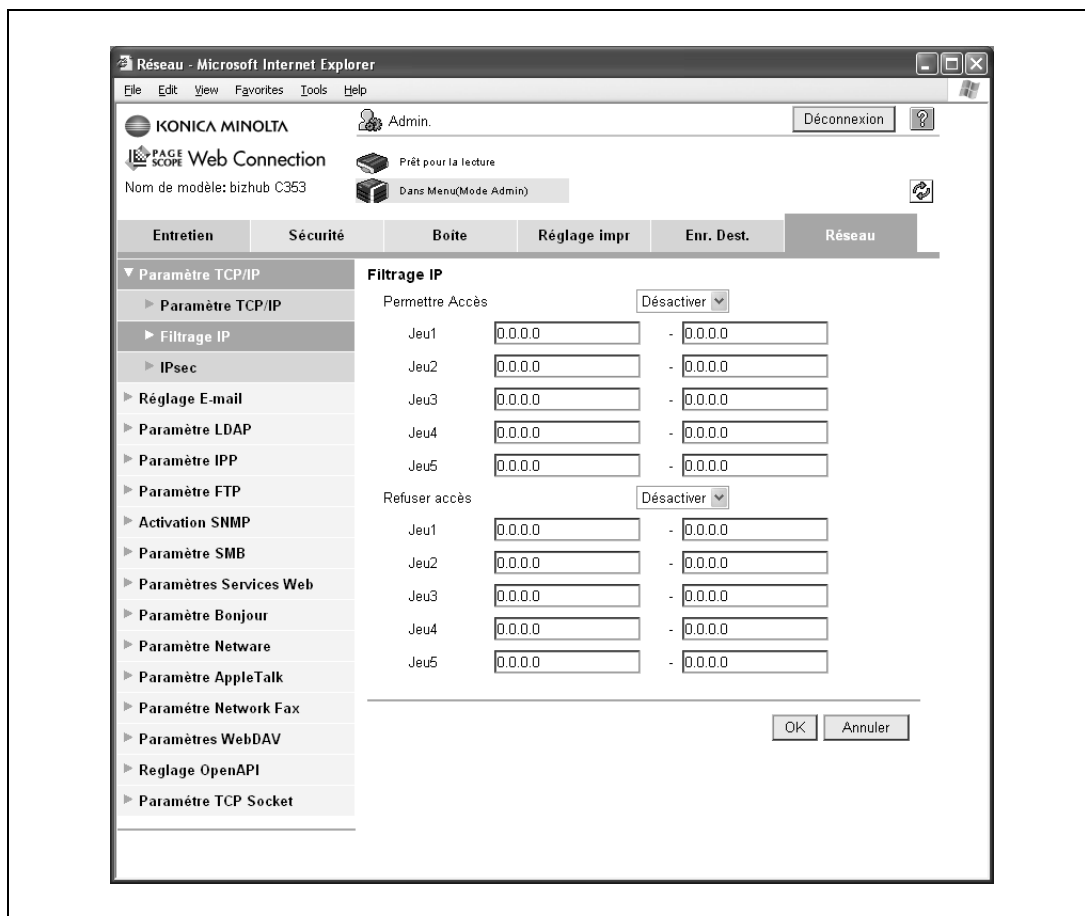 Réseau - Microsoft Internet Explorer
File Edit View Favorites Tools Help
KONICA MINOLTA
Admin.
Déconnexion
?
PAGE SCOPE Web Connection
Prêt pour la lecture
Nom de modèle: bizhub C353
Dans Menu(Mode Admin)
Entretien Sécurité Boîte Réglage impr Enr. Dest. Réseau
Paramètre TCP/IP
Paramètre TCP/IP
Filtrage IP
IPsec
Réglage E-mail
Paramètre LDAP
Paramètre IPP
Paramètre FTP
Activation SNMP
Paramètre SMB
Paramètres Services Web
Paramètre Bonjour
Paramètre Netware
Paramètre AppleTalk
Paramétre Network Fax
Paramètres WebDAV
Reglage OpenAPI
Paramétre TCP Socket
Filtrage IP
Permettre Accès Désactiver
Jeu1 0.0.0.0 - 0.0.0.0
Jeu2 0.0.0.0 - 0.0.0.0
Jeu3 0.0.0.0 - 0.0.0.0
Jeu4 0.0.0.0 - 0.0.0.0
Jeu5 0.0.0.0 - 0.0.0.0
Refuser accès Désactiver
Jeu1 0.0.0.0 - 0.0.0.0
Jeu2 0.0.0.0 - 0.0.0.0
Jeu3 0.0.0.0 - 0.0.0.0
Jeu4 0.0.0.0 - 0.0.0.0
Jeu5 0.0.0.0 - 0.0.0.0
OK Annuler